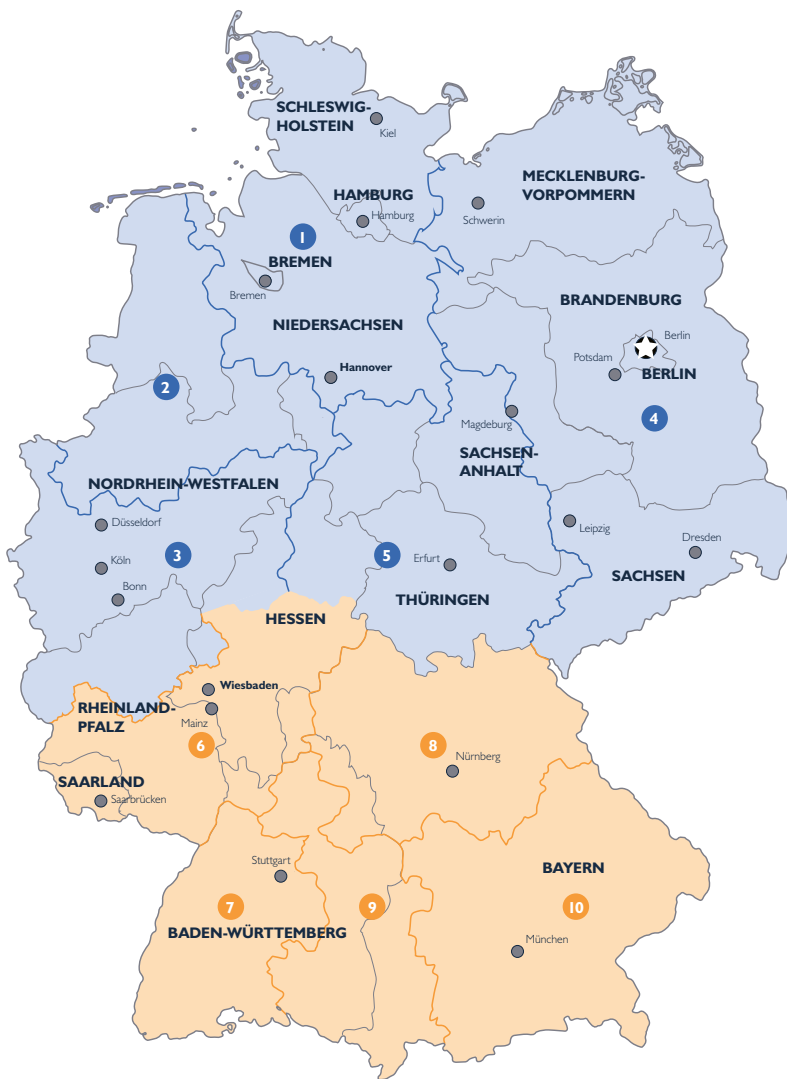 SCHLESWIG-
HOLSTEIN
Kiel
MECKLENBURG-
VORPOMMERN
HAMBURG
Hamburg
Schwerin
1
BREMEN
Bremen
NIEDERSACHSEN
BRANDENBURG
Berlin
Potsdam
BERLIN
Hannover
2
4
Magdeburg
SACHSEN-
ANHALT
NORDRHEIN-WESTFALEN
Düsseldorf
Leipzig
Dresden
3
5
Köln
Erfurt
SACHSEN
Bonn
THÜRINGEN
HESSEN
Wiesbaden
RHEINLAND-
PFALZ
Mainz
6
8
Nürnberg
SAARLAND
Saarbrücken
Stuttgart
BAYERN
7
9
10
BADEN-WÜRTTEMBERG
München